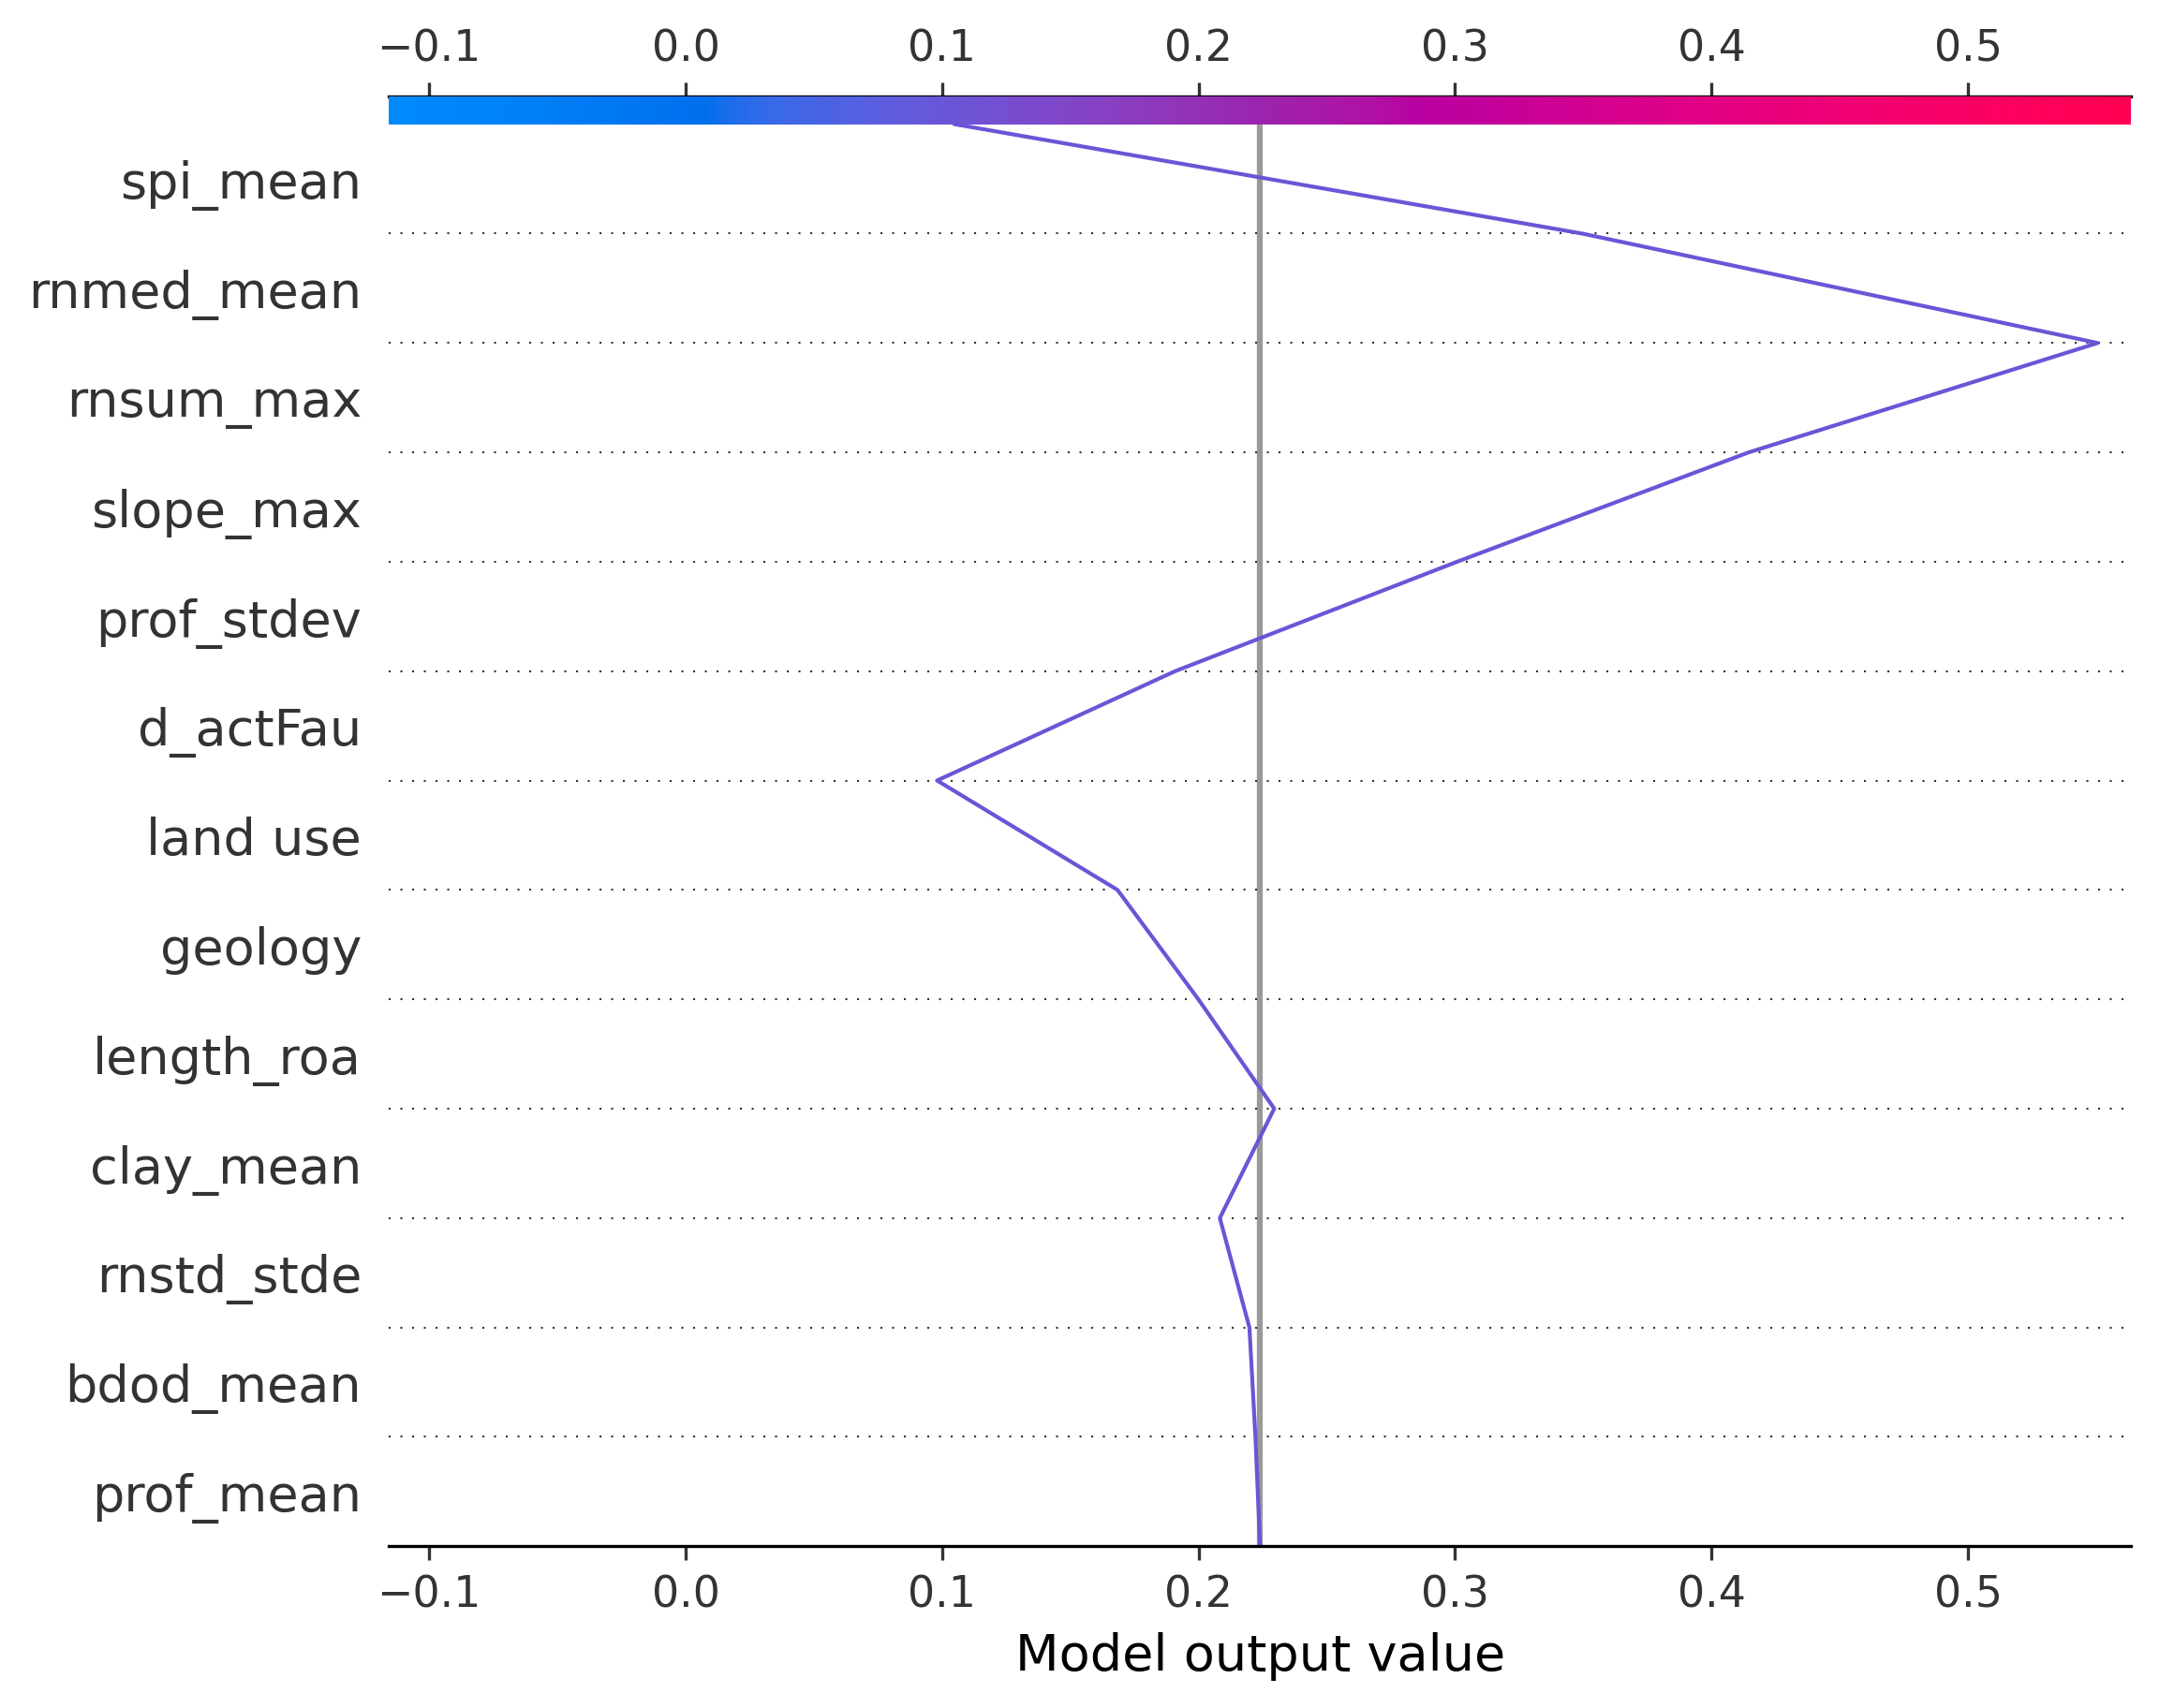 −0.1 0.0 0.1 0.2 0.3 0.4 0.5
spi_mean
rnmed_mean
rnsum_max
slope_max
prof_stdev
d_actFau
land use
geology
length_roa
clay_mean
rnstd_stde
bdod_mean
prof_mean
−0.1 0.0 0.1 0.2 0.3 0.4 0.5
Model output value